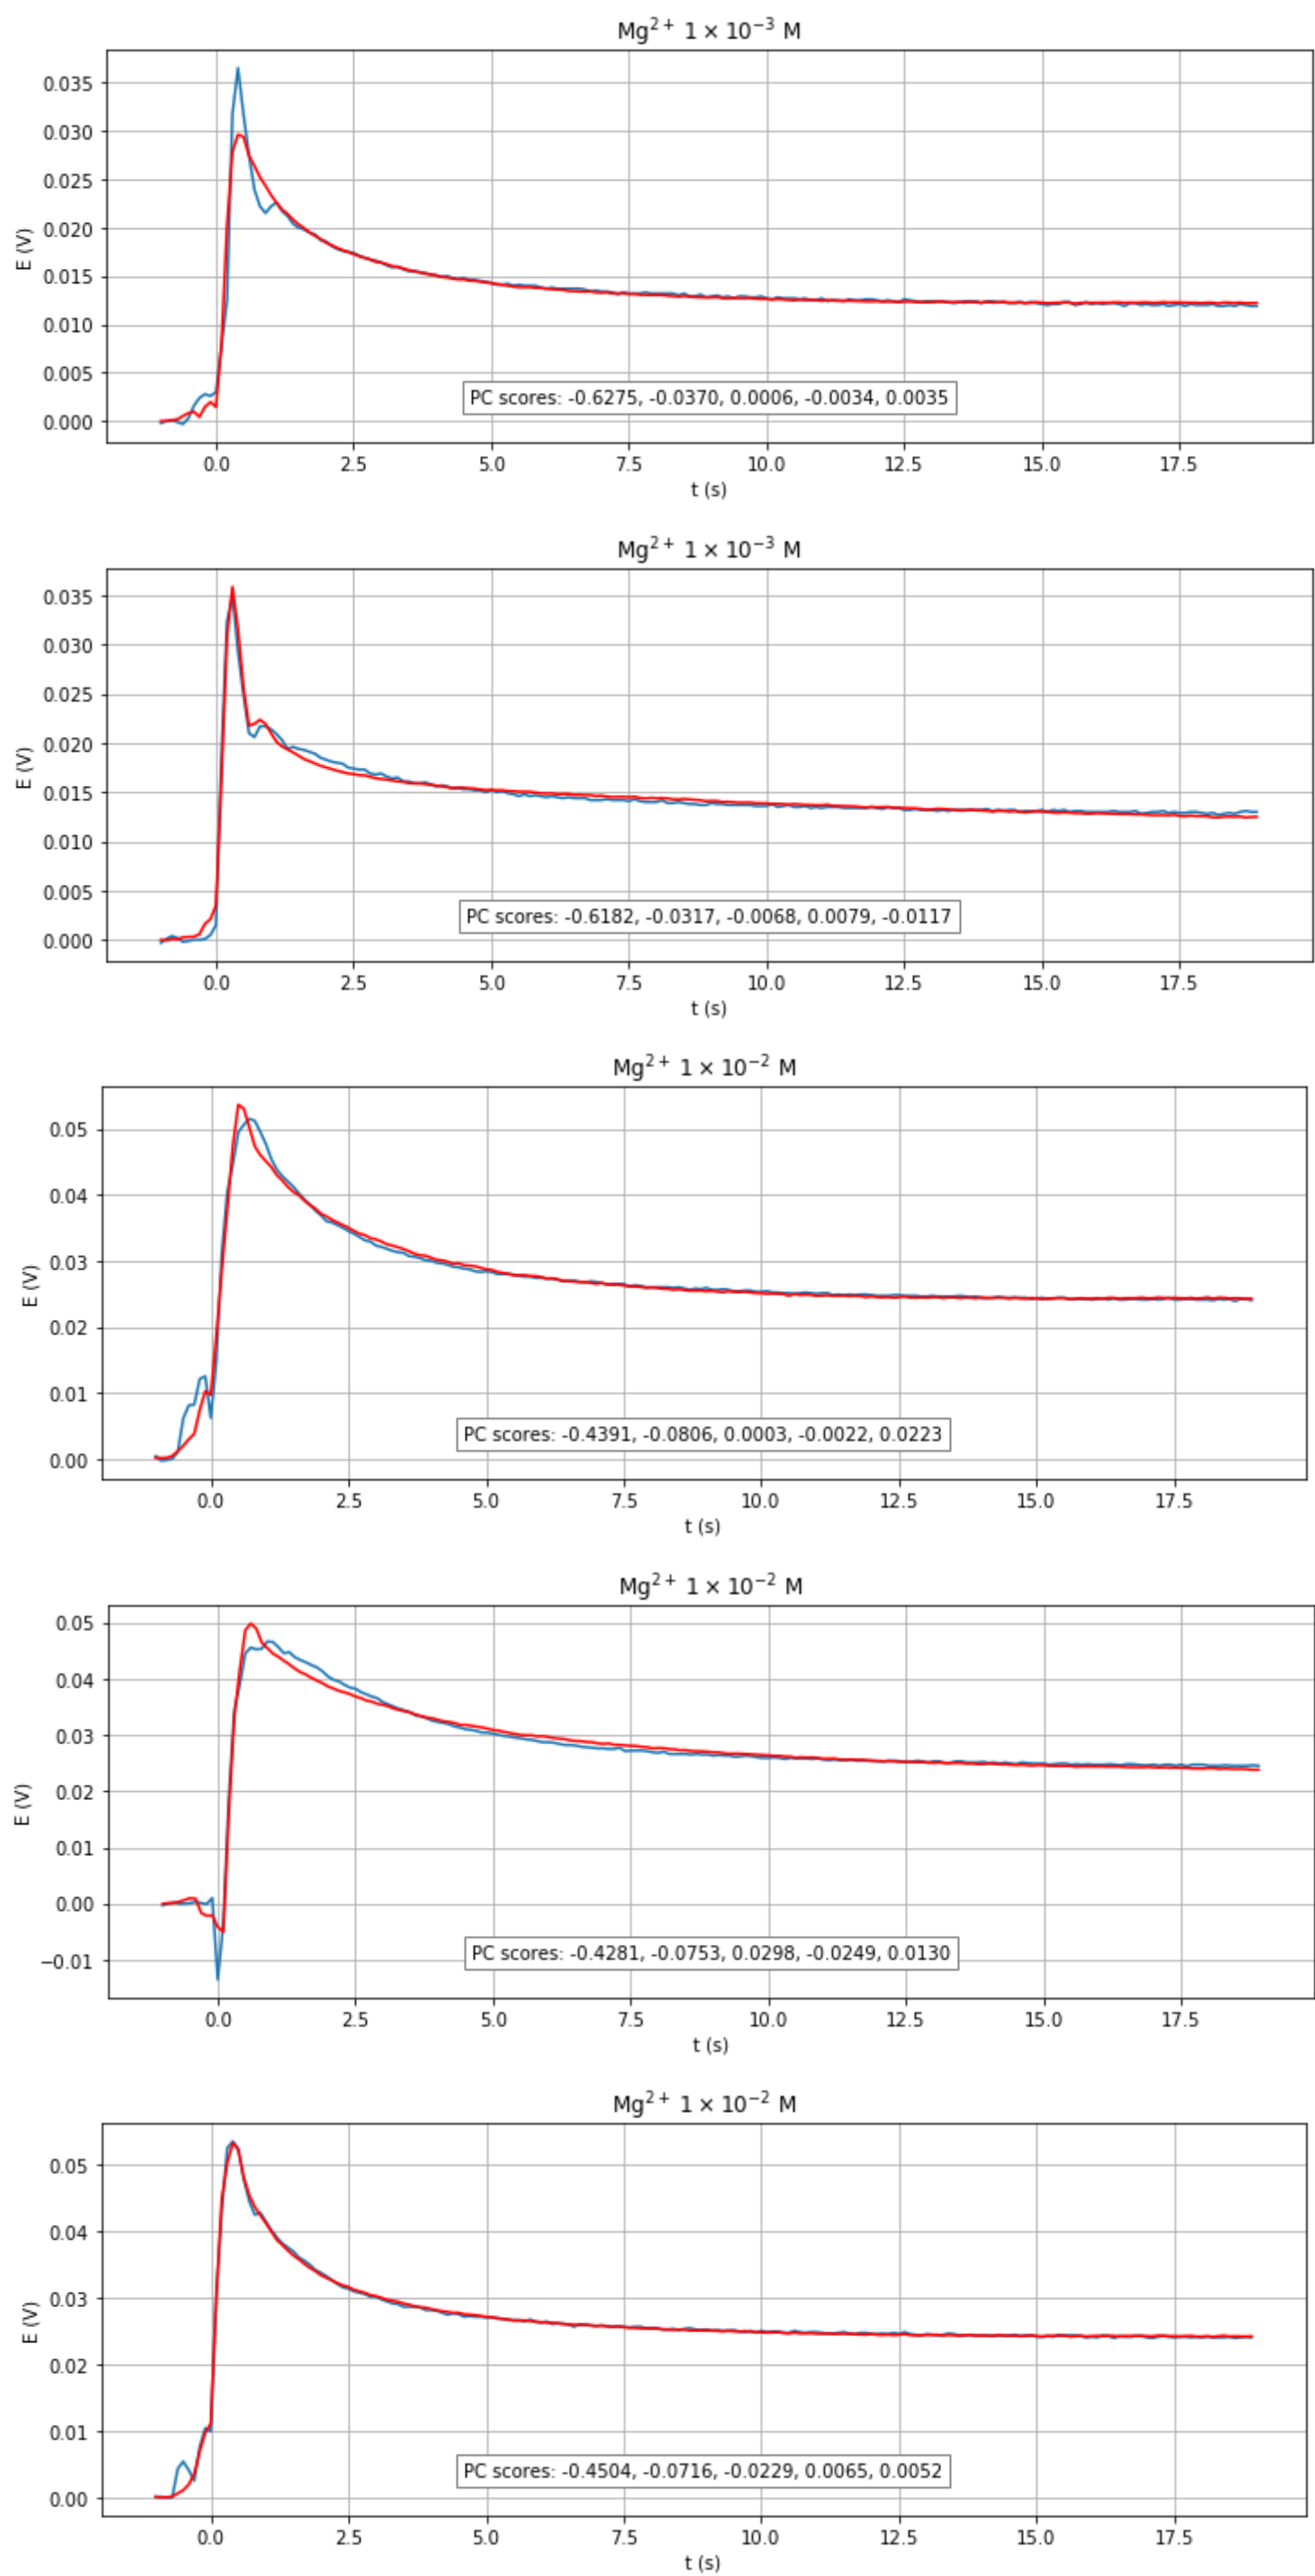 Mg²⁺ 1 × 10⁻³ M
E (V)
0.035
0.030
0.025
0.020
0.015
0.010
0.005
0.000
PC scores: -0.6275, -0.0370, 0.0006, -0.0034, 0.0035
0.0 2.5 5.0 7.5 10.0 12.5 15.0 17.5
t (s)
Mg²⁺ 1 × 10⁻³ M
E (V)
0.035
0.030
0.025
0.020
0.015
0.010
0.005
0.000
PC scores: -0.6182, -0.0317, -0.0068, 0.0079, -0.0117
0.0 2.5 5.0 7.5 10.0 12.5 15.0 17.5
t (s)
Mg²⁺ 1 × 10⁻² M
E (V)
0.05
0.04
0.03
0.02
0.01
0.00
PC scores: -0.4391, -0.0806, 0.0003, -0.0022, 0.0223
0.0 2.5 5.0 7.5 10.0 12.5 15.0 17.5
t (s)
Mg²⁺ 1 × 10⁻² M
E (V)
0.05
0.04
0.03
0.02
0.01
0.00
−0.01
PC scores: -0.4281, -0.0753, 0.0298, -0.0249, 0.0130
0.0 2.5 5.0 7.5 10.0 12.5 15.0 17.5
t (s)
Mg²⁺ 1 × 10⁻² M
E (V)
0.05
0.04
0.03
0.02
0.01
0.00
PC scores: -0.4504, -0.0716, -0.0229, 0.0065, 0.0052
0.0 2.5 5.0 7.5 10.0 12.5 15.0 17.5
t (s)